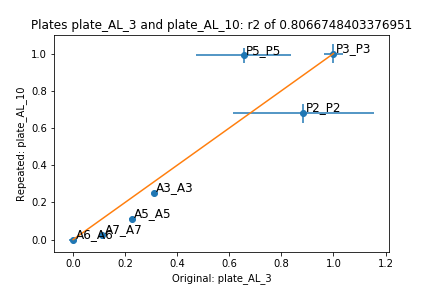 Plates plate_AL_3 and plate_AL_10: r2 of 0.8066748403376951
Repeated: plate_AL_10
1.0
0.8
0.6
0.4
0.2
0.0
P5_P5
P3_P3
P2_P2
A3_A3
A5_A5
A7_A7
A6_A6
0.0 0.2 0.4 0.6 0.8 1.0 1.2
Original: plate_AL_3